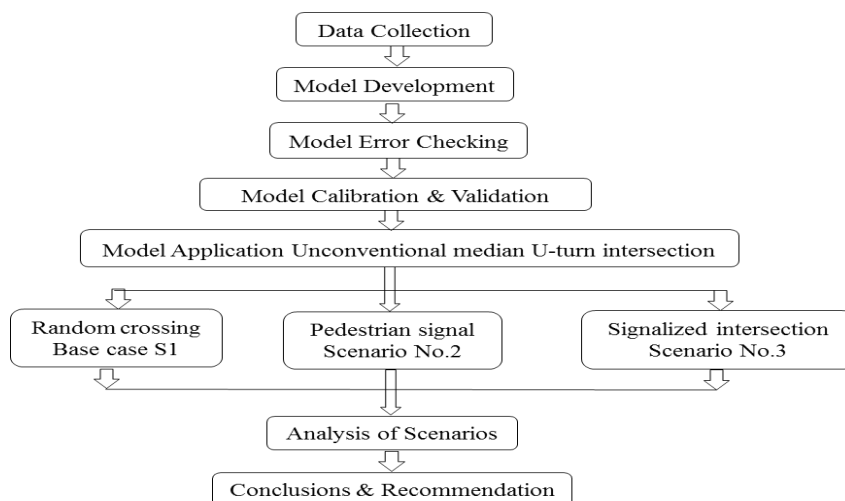 Data Collection
Model Development
Model Error Checking
Model Calibration & Validation
Model Application Unconventional median U-turn intersection
Random crossing
Base case S1
Pedestrian signal
Scenario No.2
Signalized intersection
Scenario No.3
Analysis of Scenarios
Conclusions & Recommendation